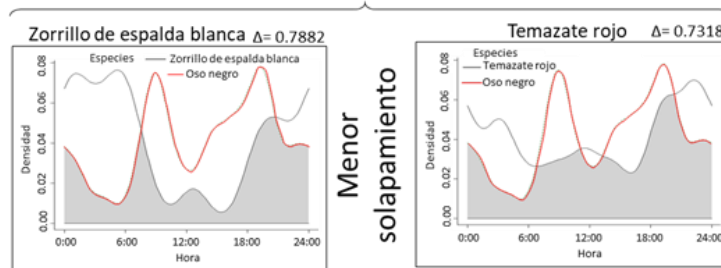 Zorrillo de espalda blanca Δ= 0.7882
Especies
Zorrillo de espalda blanca
Oso negro
Densidad
0.00 0.02 0.04 0.06 0.08
0:00 6:00 12:00 18:00 24:00
Hora
Menor
solapamiento
Temazate rojo Δ= 0.7318
Especies
Temazate rojo
Oso negro
Densidad
0.00 0.02 0.04 0.06 0.08
0:00 6:00 12:00 18:00 24:00
Hora